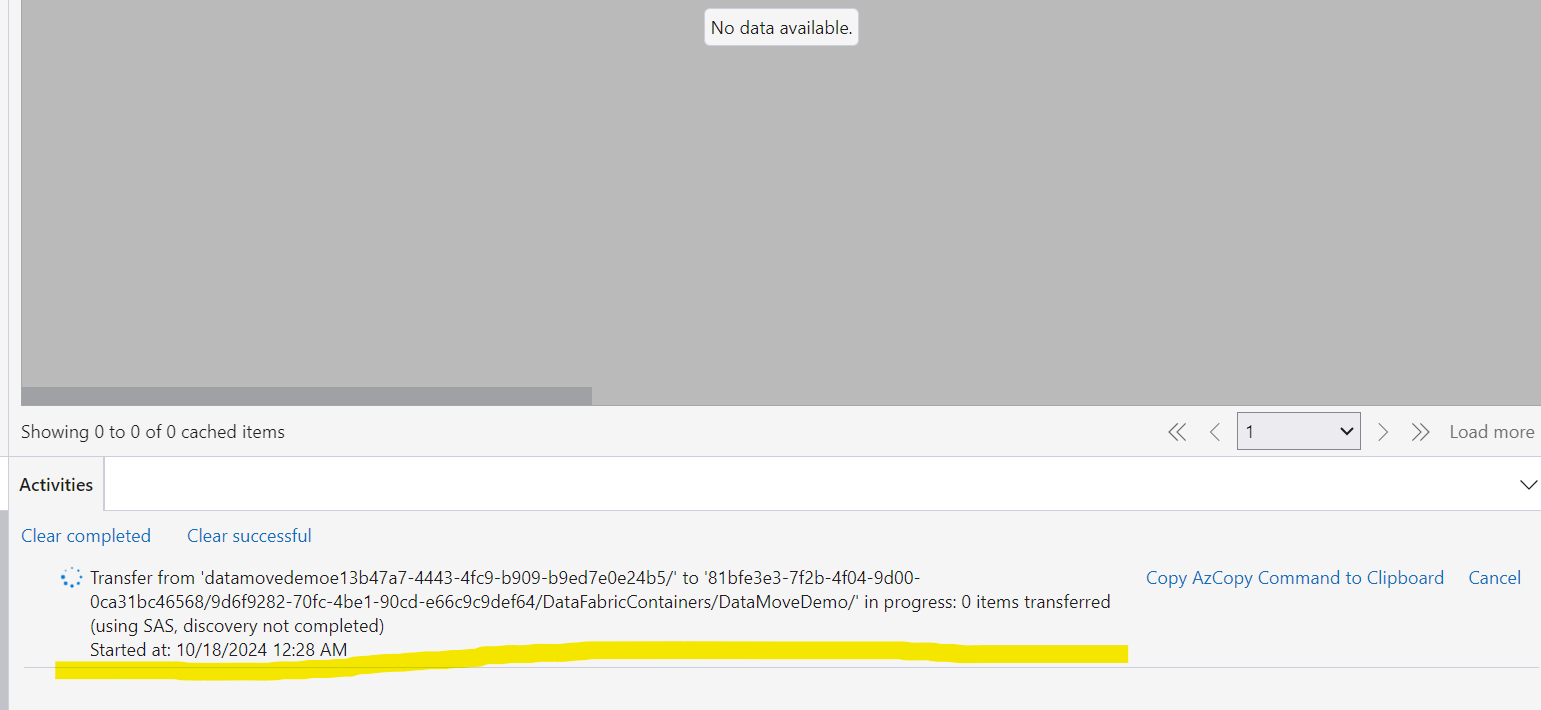 No data available.
Showing 0 to 0 of 0 cached items
1
Load more
Activities
Clear completed
Clear successful
Transfer from 'datamovedemoe13b47a7-4443-4fc9-b909-b9ed7e0e24b5/' to '81bfe3e3-7f2b-4f04-9d00-
0ca31bc46568/9d6f9282-70fc-4be1-90cd-e66c9c9def64/DataFabricContainers/DataMoveDemo/' in progress: 0 items transferred
(using SAS, discovery not completed)
Started at: 10/18/2024 12:28 AM
Copy AzCopy Command to Clipboard
Cancel